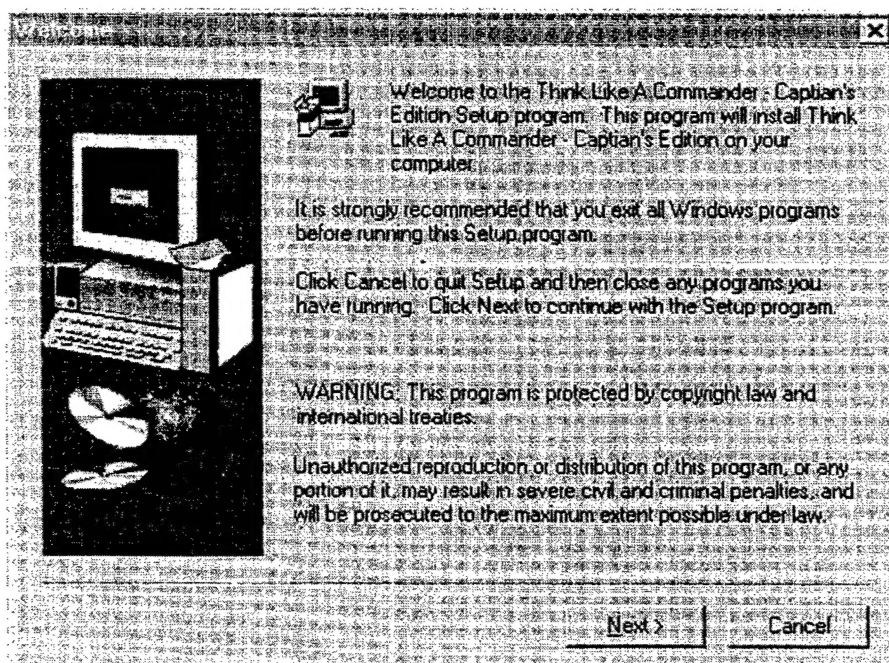 Welcome to the Think Like A Commander - Captian's
Edition Setup program. This program will install Think
Like A Commander - Captian's Edition on your
computer.
It is strongly recommended that you exit all Windows programs
before running this Setup program.
Click Cancel to quit Setup and then close any programs you
have running. Click Next to continue with the Setup program.
WARNING: This program is protected by copyright law and
international treaties.
Unauthorized reproduction or distribution of this program, or any
portion of it, may result in severe civil and criminal penalties, and
will be prosecuted to the maximum extent possible under law.
Next >
Cancel